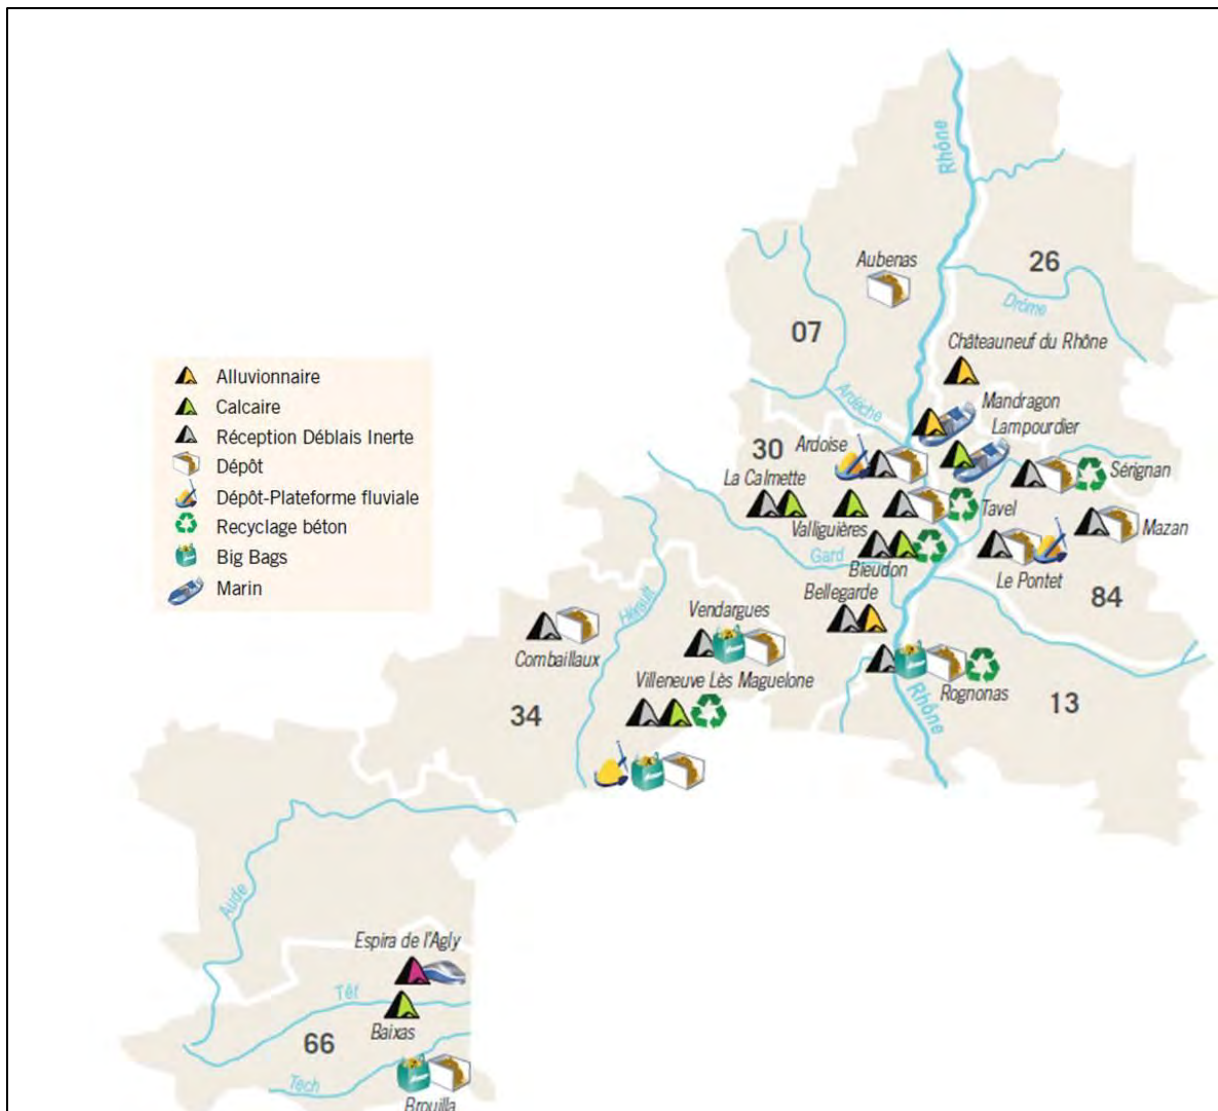 Rhône
Aubenas
26
Drôme
07
Châteauneuf du Rhône
Alluvionnaire
Calcaire
Réception Déblais Inerte
Dépôt
Dépôt-Plateforme fluviale
Recyclage béton
Big Bags
Marin
Ardèche
Mandragon
Lampourdier
30
Ardoise
Sérignan
La Calmette
Tavel
Valliguières
Mazan
Gard
Bieudon
Le Pontet
84
Bellegarde
Hérault
Vendargues
Combaillaux
Villeneuve Lès Maguelone
Rognonas
34
Rhône
13
Aude
Espira de l'Agly
Têt
Baixas
66
Tech
Brouilla